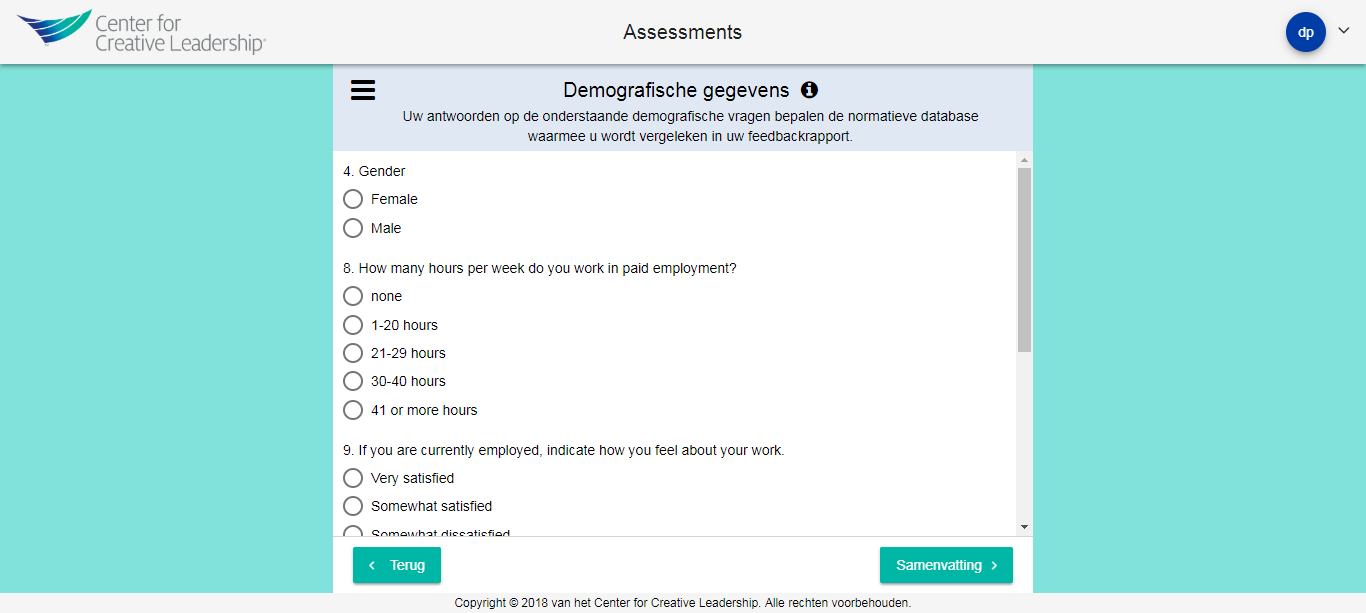 Center for
Creative Leadership®
Assessments
dp
Demografische gegevens
Uw antwoorden op de onderstaande demografische vragen bepalen de normatieve database
waarmee u wordt vergeleken in uw feedbackrapport.
4. Gender
Female
Male
8. How many hours per week do you work in paid employment?
none
1-20 hours
21-29 hours
30-40 hours
41 or more hours
9. If you are currently employed, indicate how you feel about your work.
Very satisfied
Somewhat satisfied
Somewhat dissatisfied
Terug
Samenvatting
Copyright © 2018 van het Center for Creative Leadership. Alle rechten voorbehouden.